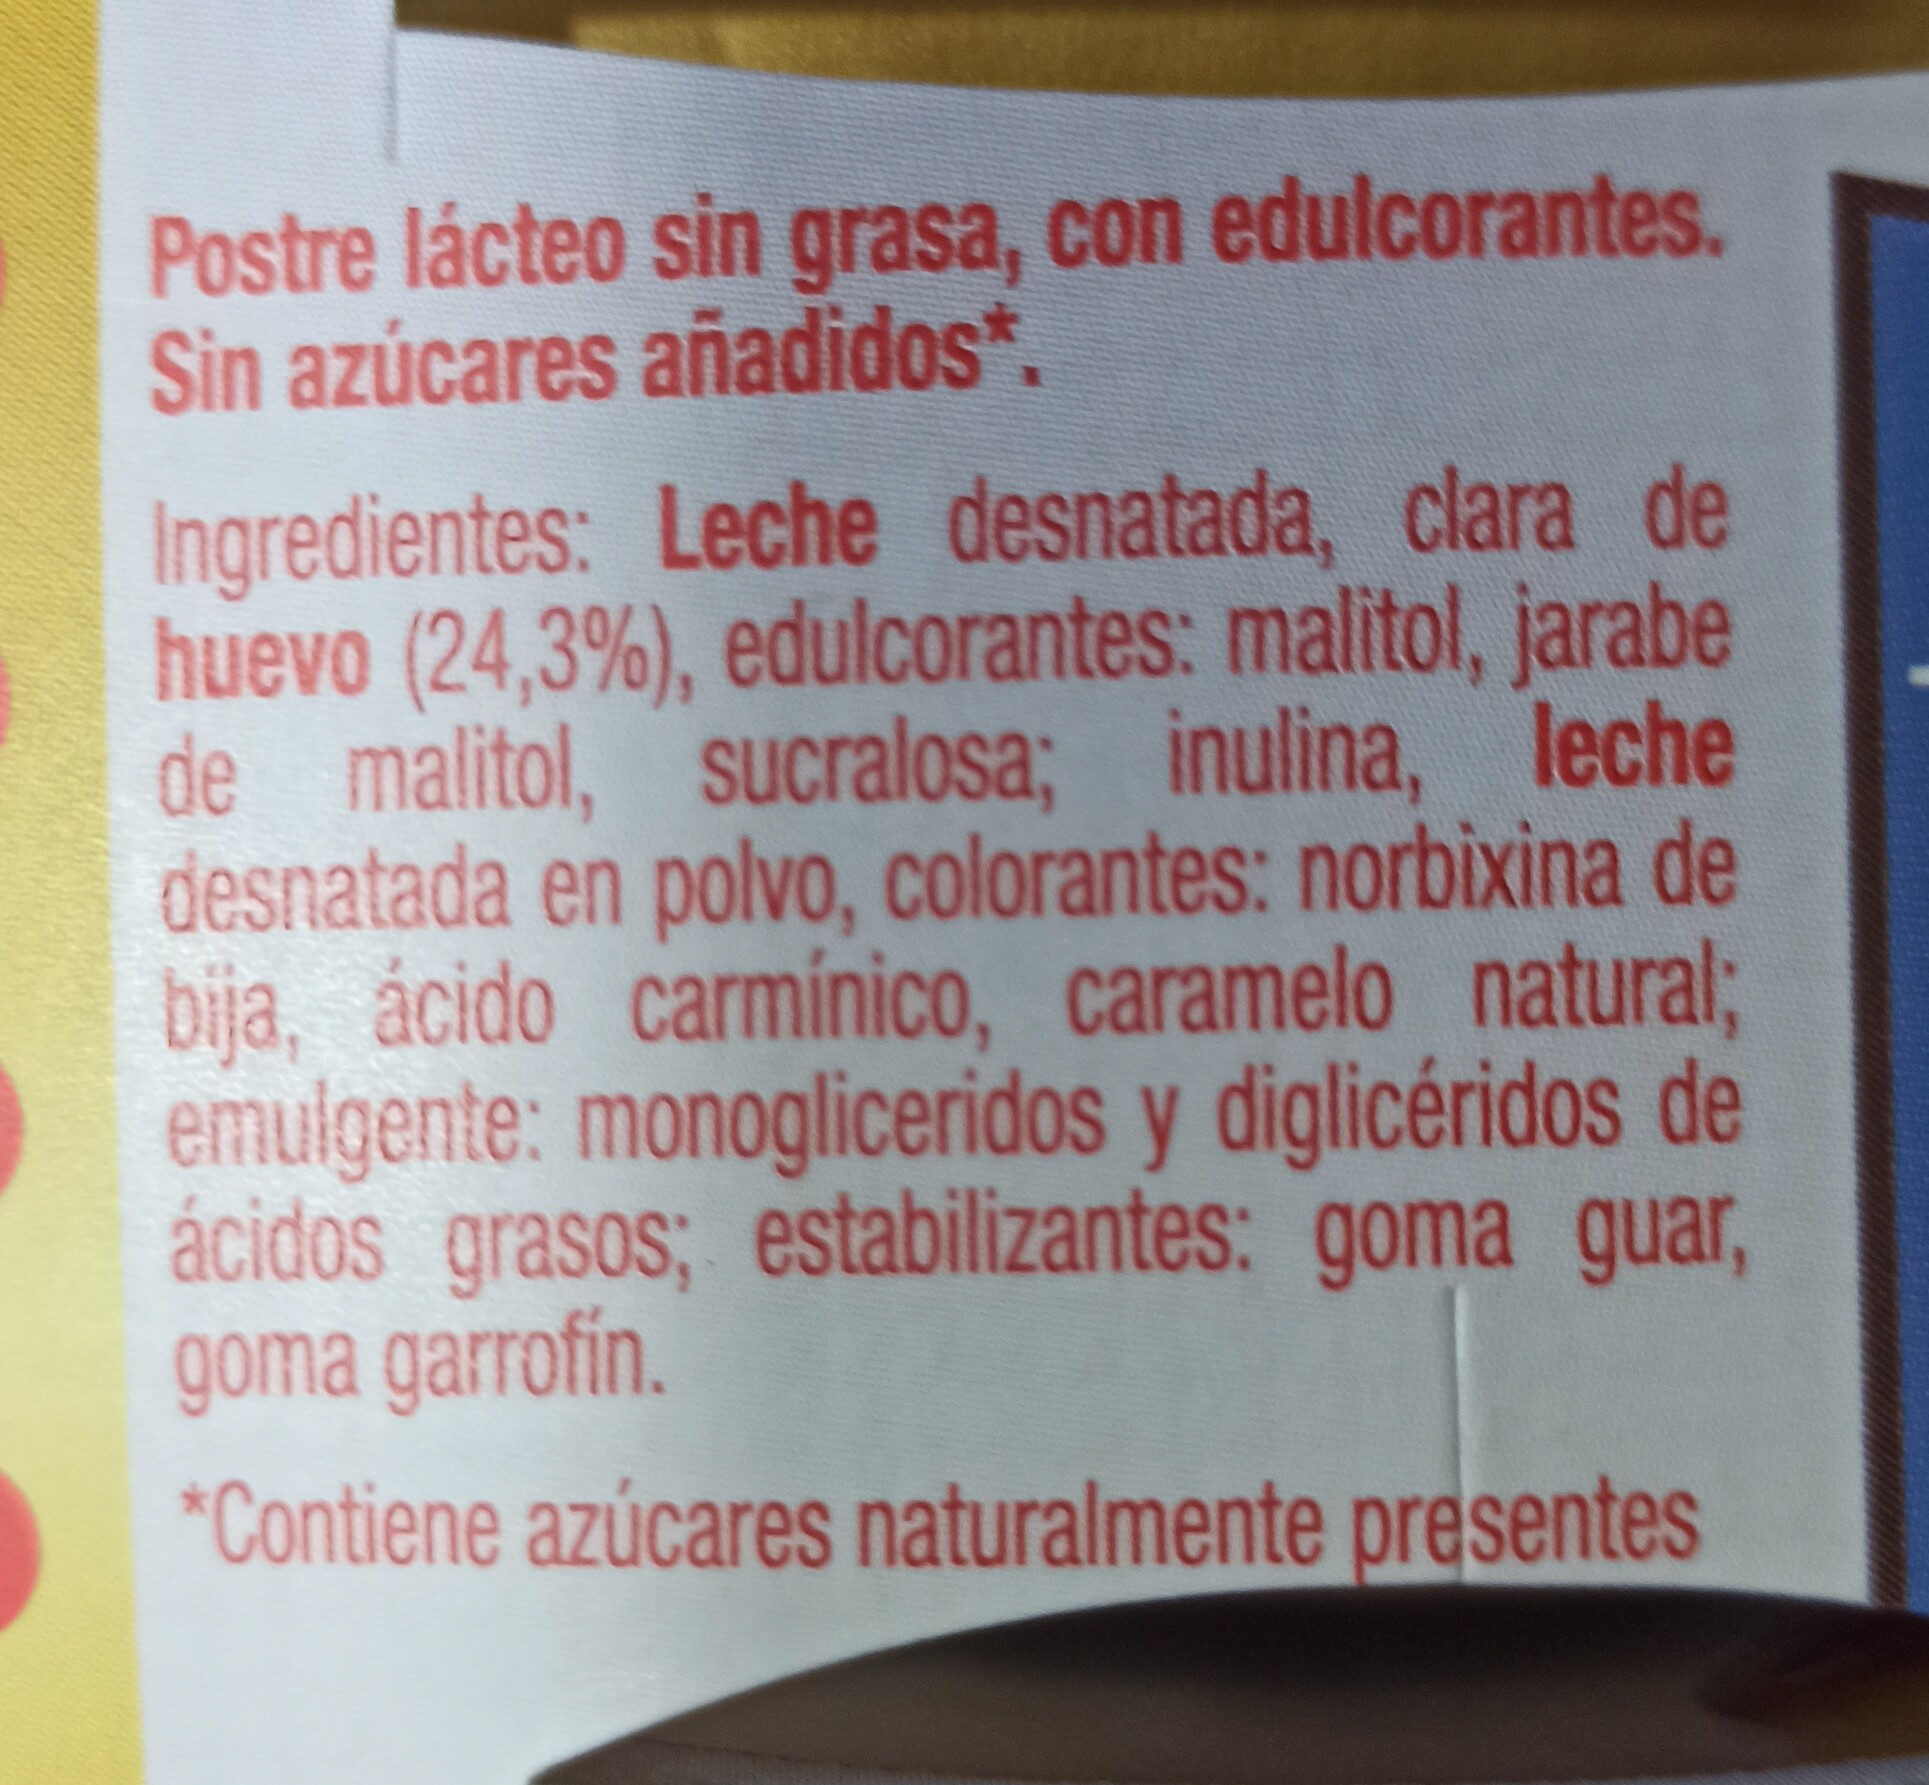 Postre lácteo sin grasa, con edulcorantes.
Sin azúcares añadidos*.
Ingredientes: Leche desnatada, clara de
huevo (24,3%), edulcorantes: malitol, jarabe
de malitol, sucralosa; inulina, leche
desnatada en polvo, colorantes: norbixina de
bija, ácido carmínico, caramelo natural;
emulgente: monogliceridos y diglicéridos de
ácidos grasos; estabilizantes: goma guar,
goma garrofín.
*Contiene azúcares naturalmente presentes